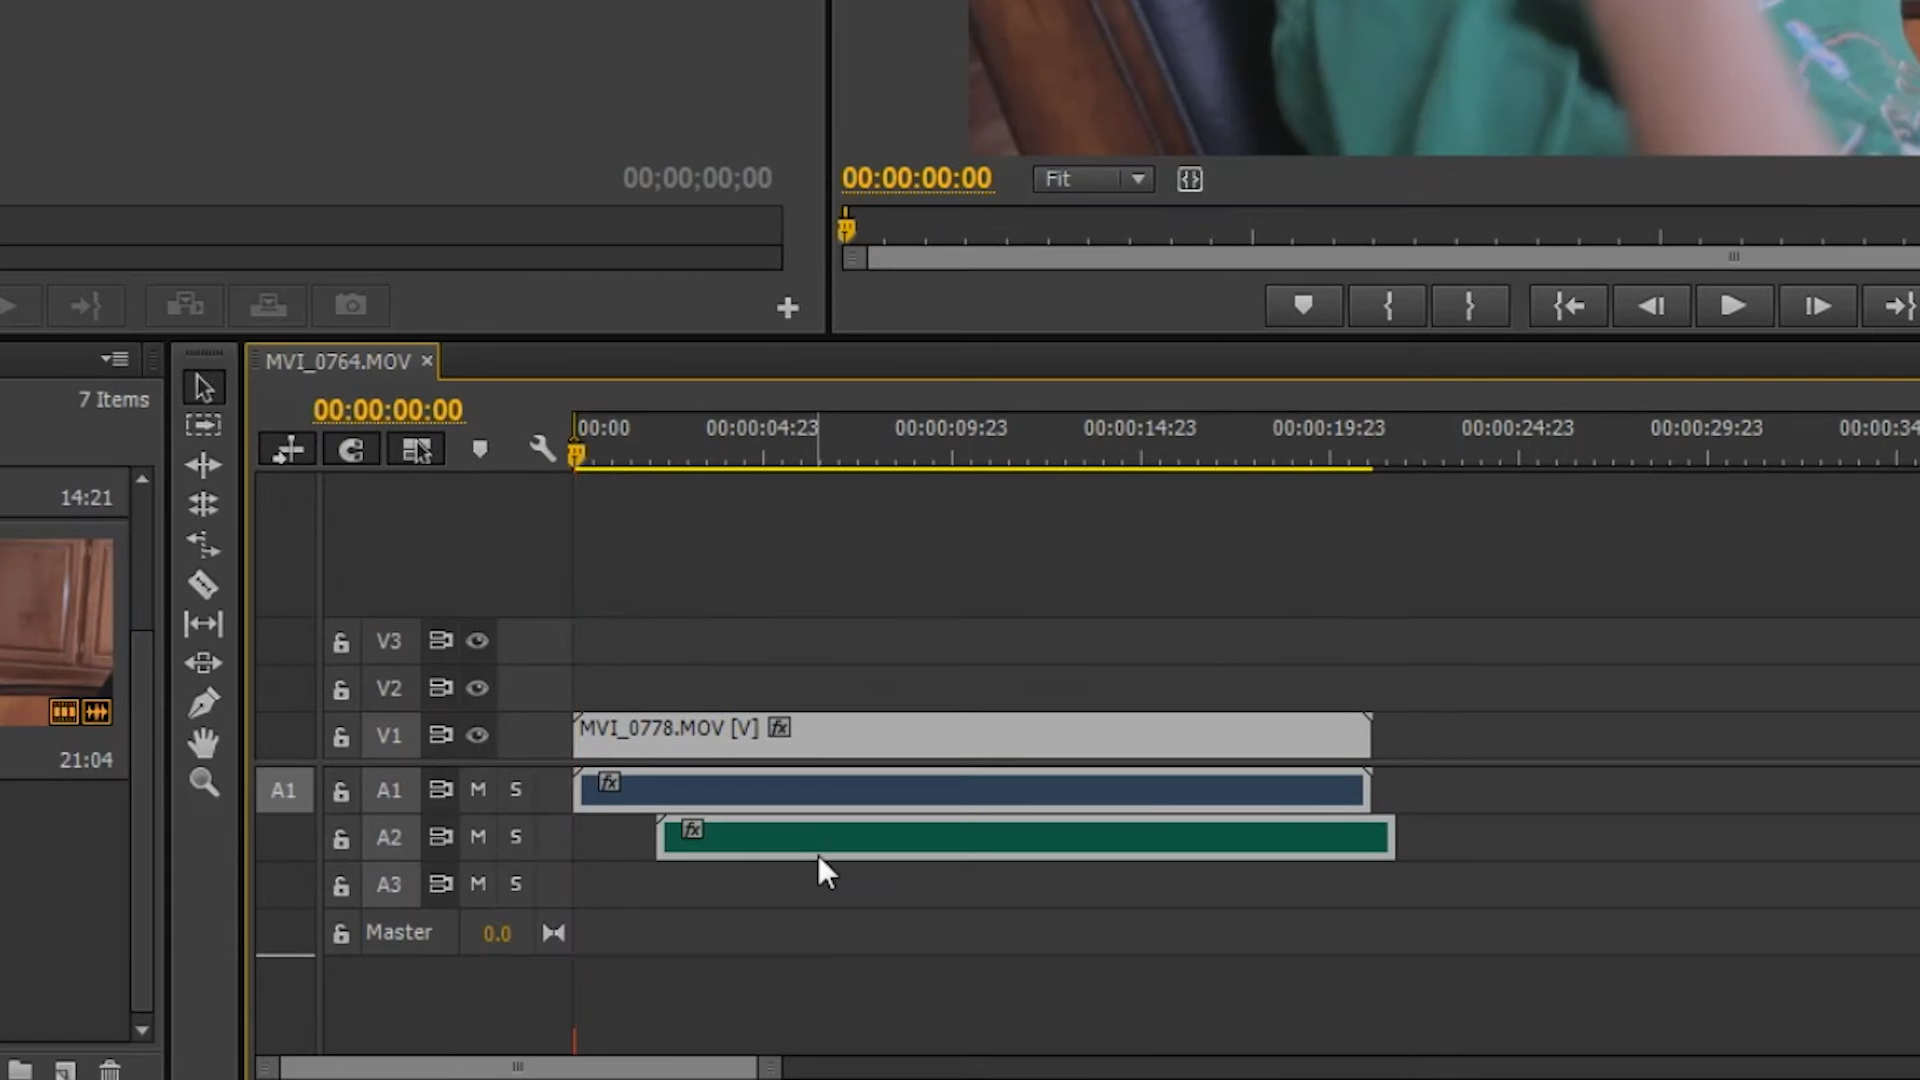 00;00;00;00
00:00:00:00 Fit
MVI_0764.MOV ×
7 Items
00:00:00:00
00:00 00:00:04:23 00:00:09:23 00:00:14:23 00:00:19:23 00:00:24:23 00:00:29:23 00:00:34
14:21
V3
V2
V1 MVI_0778.MOV [V] fx
21:04
A1 A1 M S fx
A2 M S fx
A3 M S
Master 0.0